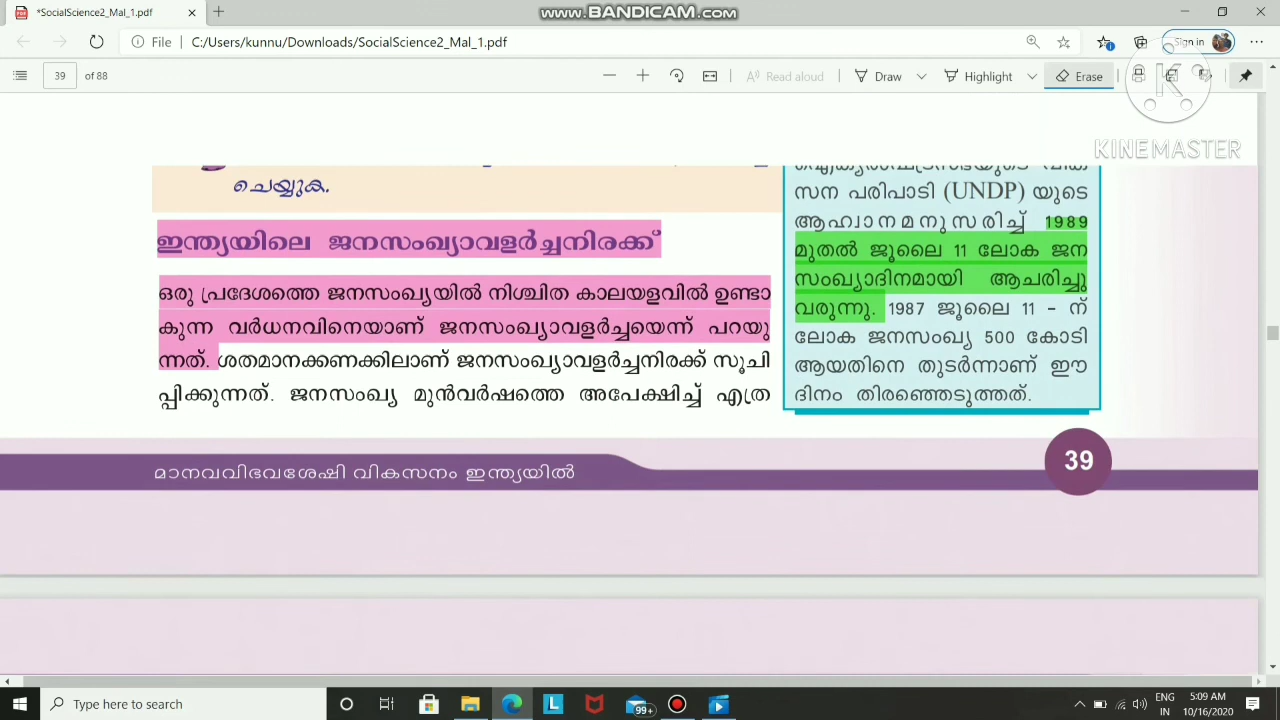 *SocialScience2_Mal_1.pdf
www.BANDICAM.com
File
C:/Users/kunnu/Downloads/SocialScience2_Mal_1.pdf
Sign in
39 of 88
Read aloud
Draw
Highlight
Erase
K
KINEMASTER
ചെയ്യുക.
ഇന്ത്യയിലെ ജനസംഖ്യാവളർച്ചനിരക്ക്
ഒരു പ്രദേശത്തെ ജനസംഖ്യയിൽ നിശ്ചിത കാലയളവിൽ ഉണ്ടാ
കുന്ന വർധനവിനെയാണ് ജനസംഖ്യാവളർച്ചയെന്ന് പറയു
ന്നത്. ശതമാനക്കണക്കിലാണ് ജനസംഖ്യാവളർച്ചനിരക്ക് സൂചി
പ്പിക്കുന്നത്. ജനസംഖ്യ മുൻവർഷത്തെ അപേക്ഷിച്ച് എത്ര
സന പരിപാടി (UNDP) യുടെ
ആഹ്വാനമനുസരിച്ച് 1989
മുതൽ ജൂലൈ 11 ലോക ജന
സംഖ്യാദിനമായി ആചരിച്ചു
വരുന്നു. 1987 ജൂലൈ 11 - ന്
ലോക ജനസംഖ്യ 500 കോടി
ആയതിനെ തുടർന്നാണ് ഈ
ദിനം തിരഞ്ഞെടുത്തത്.
മാനവവിഭവശേഷി വികസനം ഇന്ത്യയിൽ
39
Type here to search
99+
ENG
IN
5:09 AM
10/16/2020